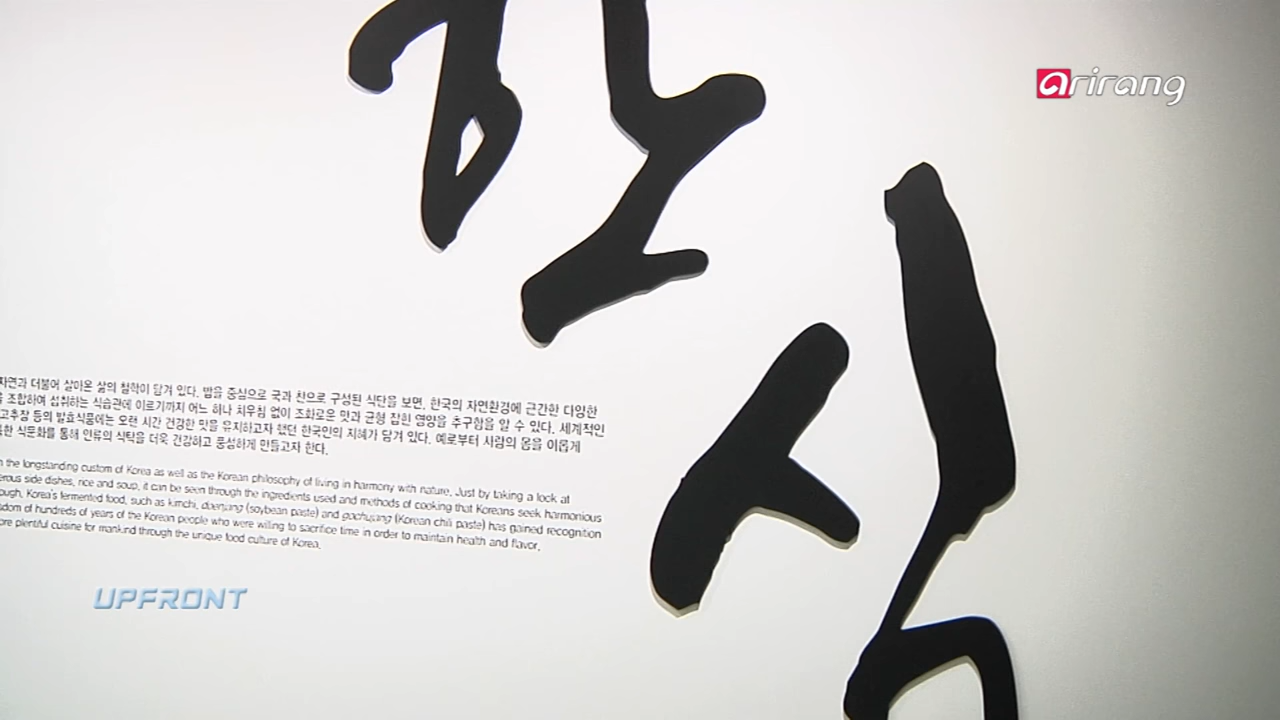 arirang
한
식
자연과 더불어 살아온 삶의 철학이 담겨 있다. 밥을 중심으로 국과 찬으로 구성된 식단을 보면, 한국의 자연환경에 근간한 다양한
조합하여 섭취하는 식습관에 이르기까지 어느 하나 치우침 없이 조화로운 맛과 균형 잡힌 영양을 추구함을 알 수 있다. 세계적인
고추장 등의 발효식품에는 오랜 시간 건강한 맛을 유지하고자 했던 한국인의 지혜가 담겨 있다. 예로부터 사람의 몸을 이롭게
식문화를 통해 인류의 식탁을 더욱 건강하고 풍성하게 만들고자 한다.
the longstanding custom of Korea as well as the Korean philosophy of living in harmony with nature. Just by taking a look at
side dishes, rice and soup, it can be seen through the ingredients used and methods of cooking that Koreans seek harmonious
Korea's fermented food, such as kimchi, doenjang (soybean paste) and gochujang (Korean chili paste) has gained recognition
of hundreds of years of the Korean people who were willing to sacrifice time in order to maintain health and flavor.
plentiful cuisine for mankind through the unique food culture of Korea.
UPFRONT